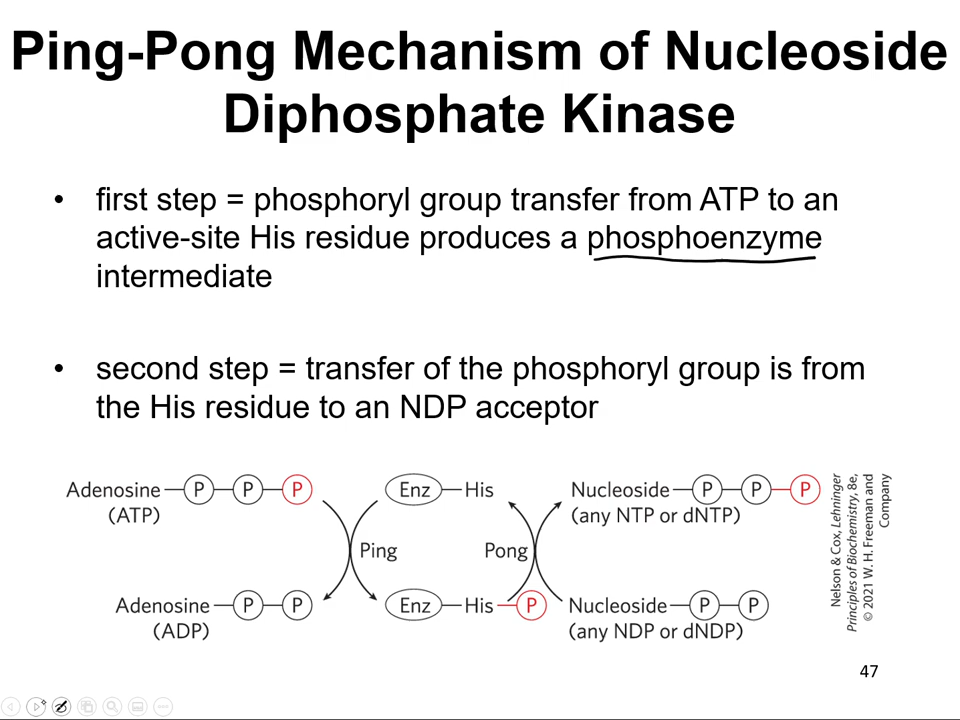 Ping-Pong Mechanism of Nucleoside
Diphosphate Kinase
• first step = phosphoryl group transfer from ATP to an
active-site His residue produces a phosphoenzyme
intermediate
• second step = transfer of the phosphoryl group is from
the His residue to an NDP acceptor
Adenosine P P P
(ATP)
Enz His
Nucleoside P P P
(any NTP or dNTP)
Ping
Pong
Adenosine P P
(ADP)
Enz His P
Nucleoside P P
(any NDP or dNDP)
Nelson & Cox, Lehninger
Principles of Biochemistry, 8e,
© 2021 W. H. Freeman and
Company
47